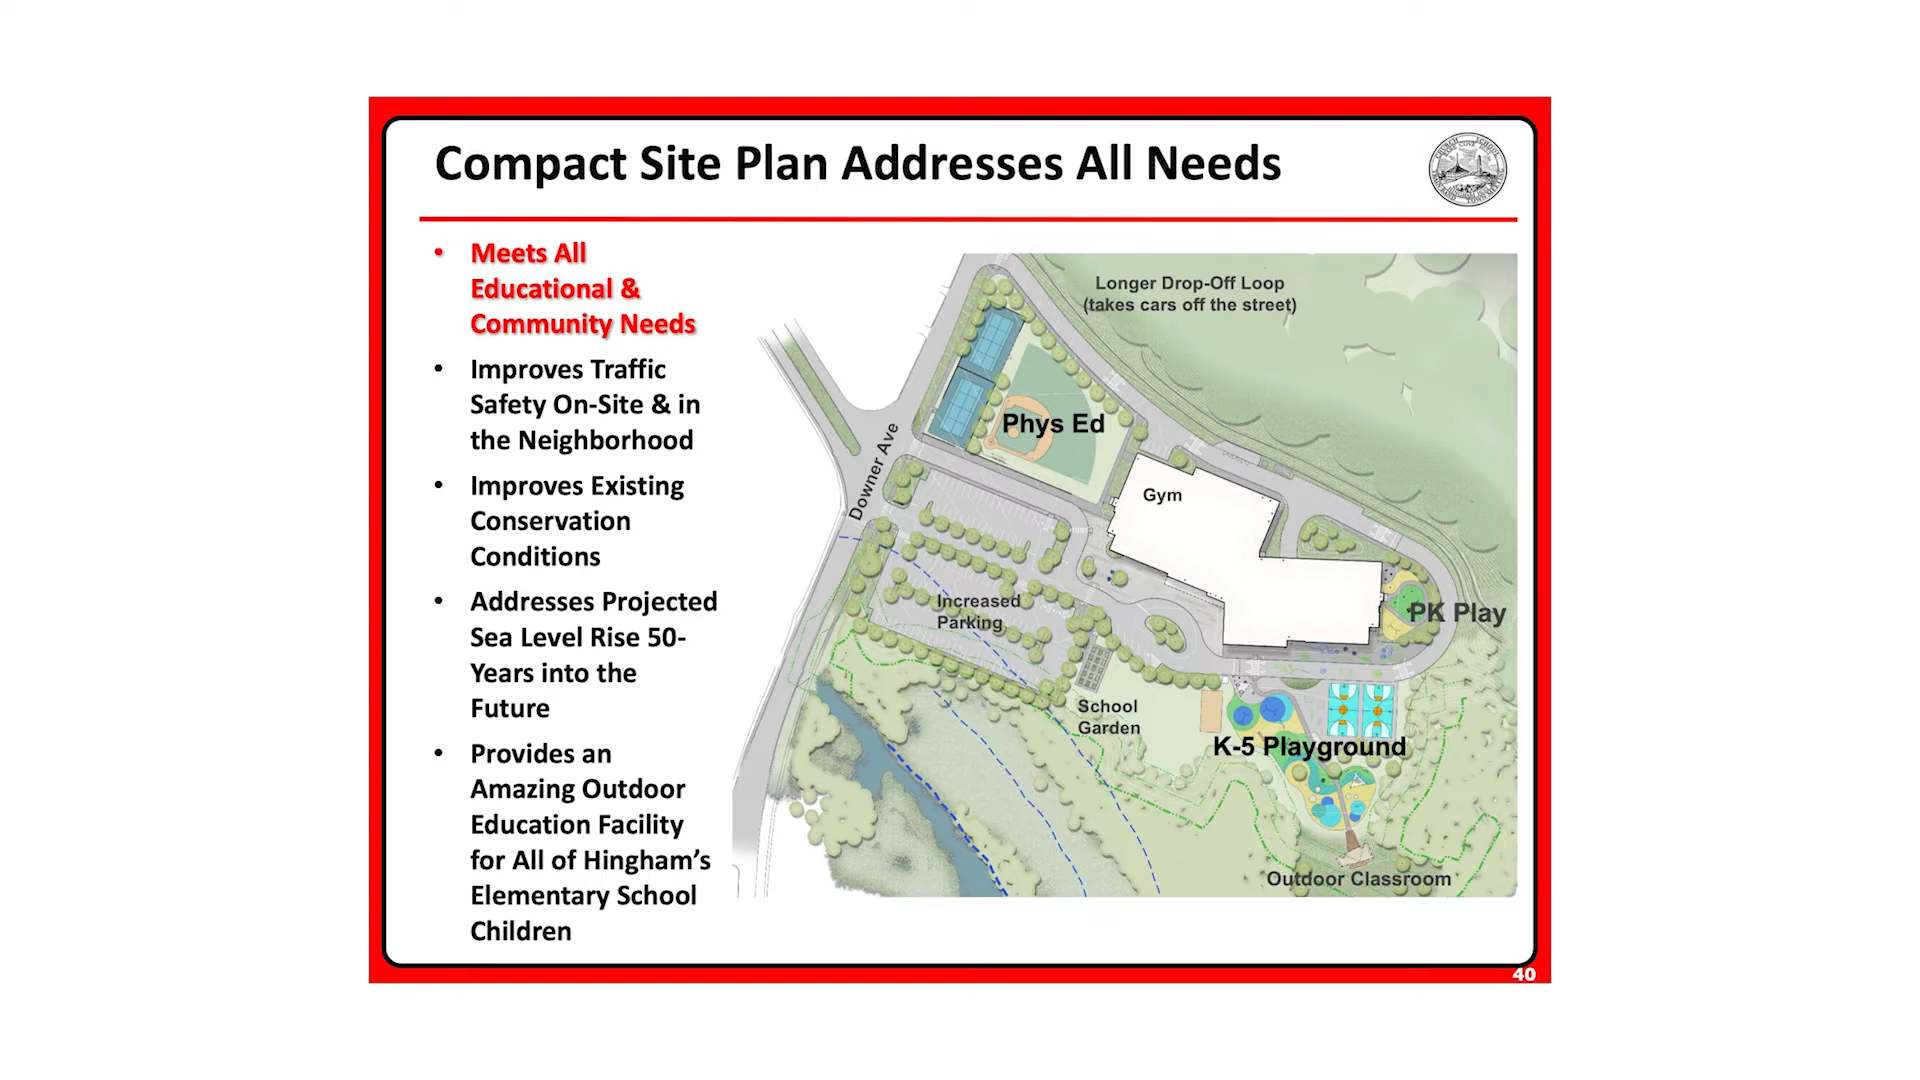 Compact Site Plan Addresses All Needs
• Meets All
Educational &
Community Needs
• Improves Traffic
Safety On-Site & in
the Neighborhood
• Improves Existing
Conservation
Conditions
• Addresses Projected
Sea Level Rise 50-
Years into the
Future
• Provides an
Amazing Outdoor
Education Facility
for All of Hingham’s
Elementary School
Children
Longer Drop-Off Loop
(takes cars off the street)
Phys Ed
Downer Ave
Gym
Increased
Parking
PK Play
School
Garden
K-5 Playground
Outdoor Classroom
40